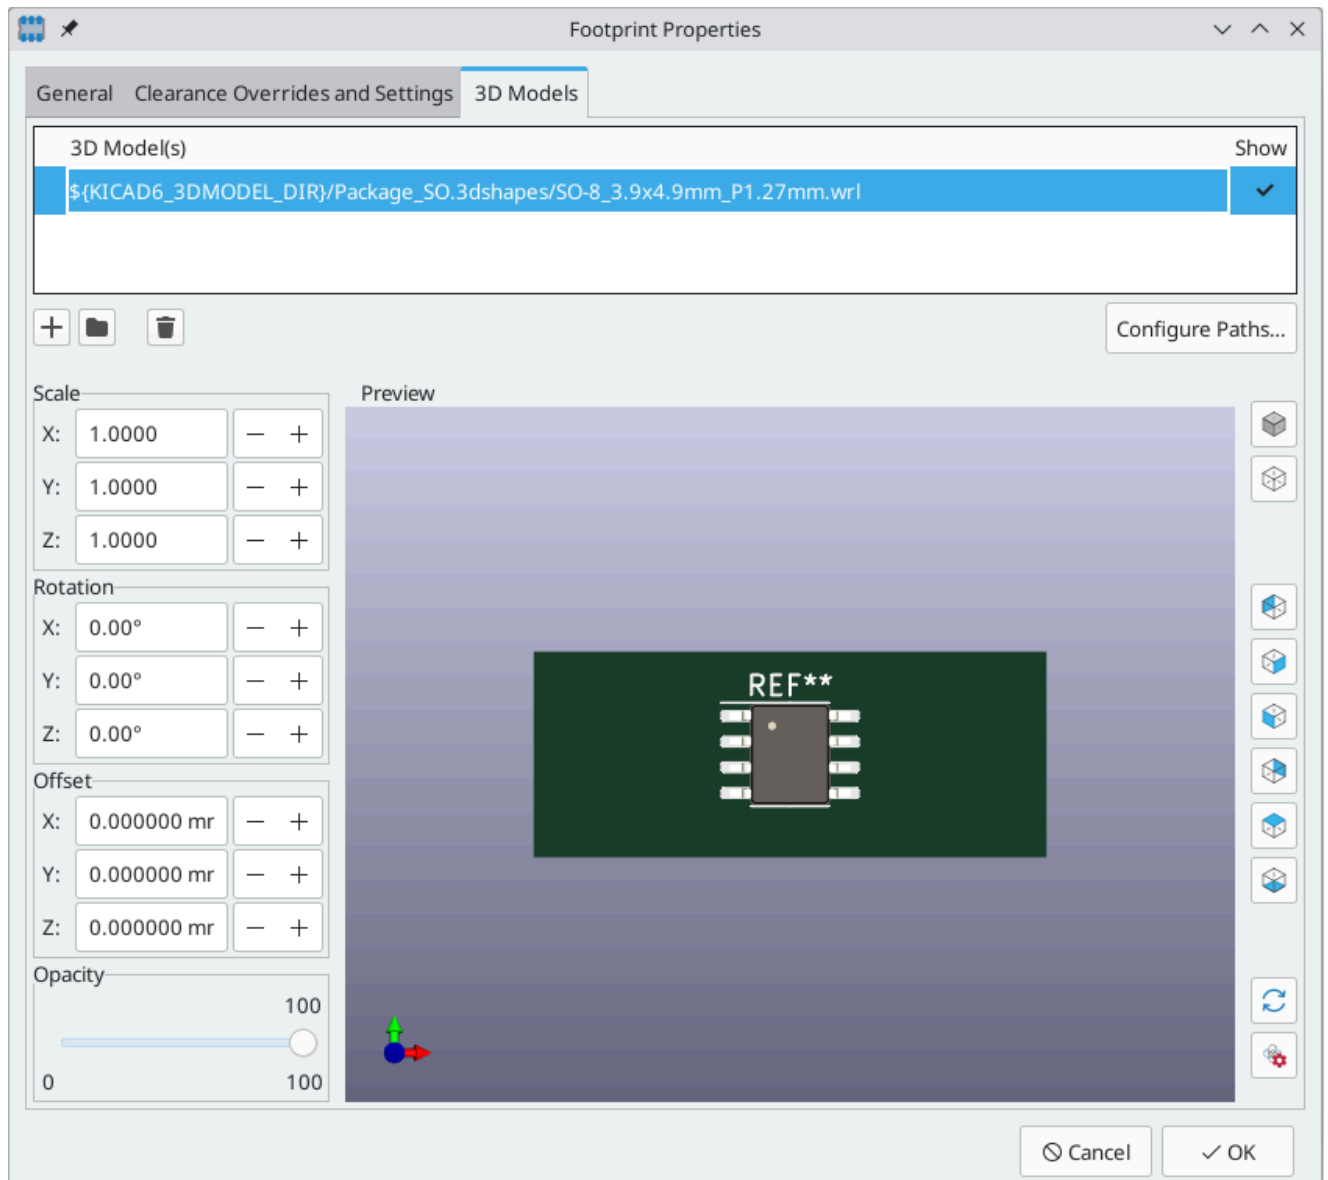 Footprint Properties
General Clearance Overrides and Settings 3D Models
3D Model(s) Show
${KICAD6_3DMODEL_DIR}/Package_SO.3dshapes/SO-8_3.9x4.9mm_P1.27mm.wrl
Configure Paths...
Scale
X: 1.0000
Y: 1.0000
Z: 1.0000
Rotation
X: 0.00°
Y: 0.00°
Z: 0.00°
Offset
X: 0.000000 mr
Y: 0.000000 mr
Z: 0.000000 mr
Opacity
100
0 100
Preview
REF**
Cancel OK